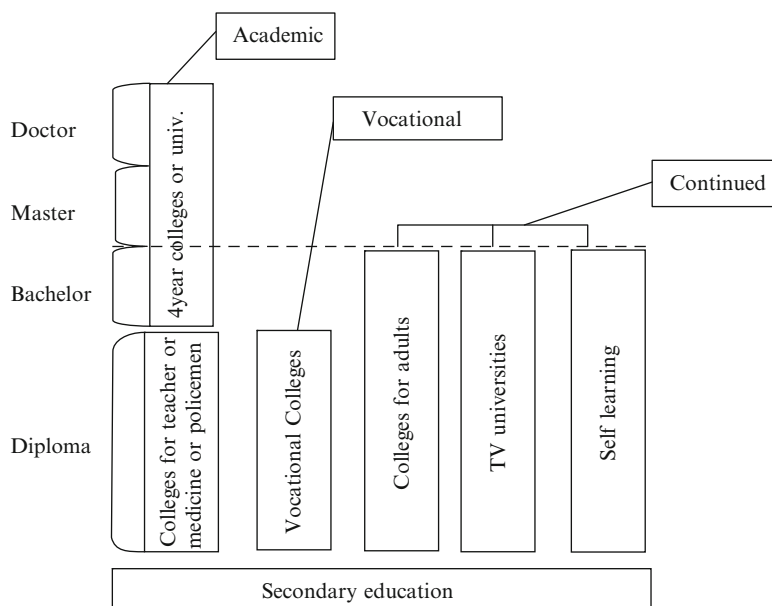 Academic
Vocational
Continued
Doctor
Master
Bachelor
Diploma
4year colleges or univ.
Colleges for teacher or
medicine or policemen
Vocational Colleges
Colleges for adults
TV universities
Self learning
Secondary education